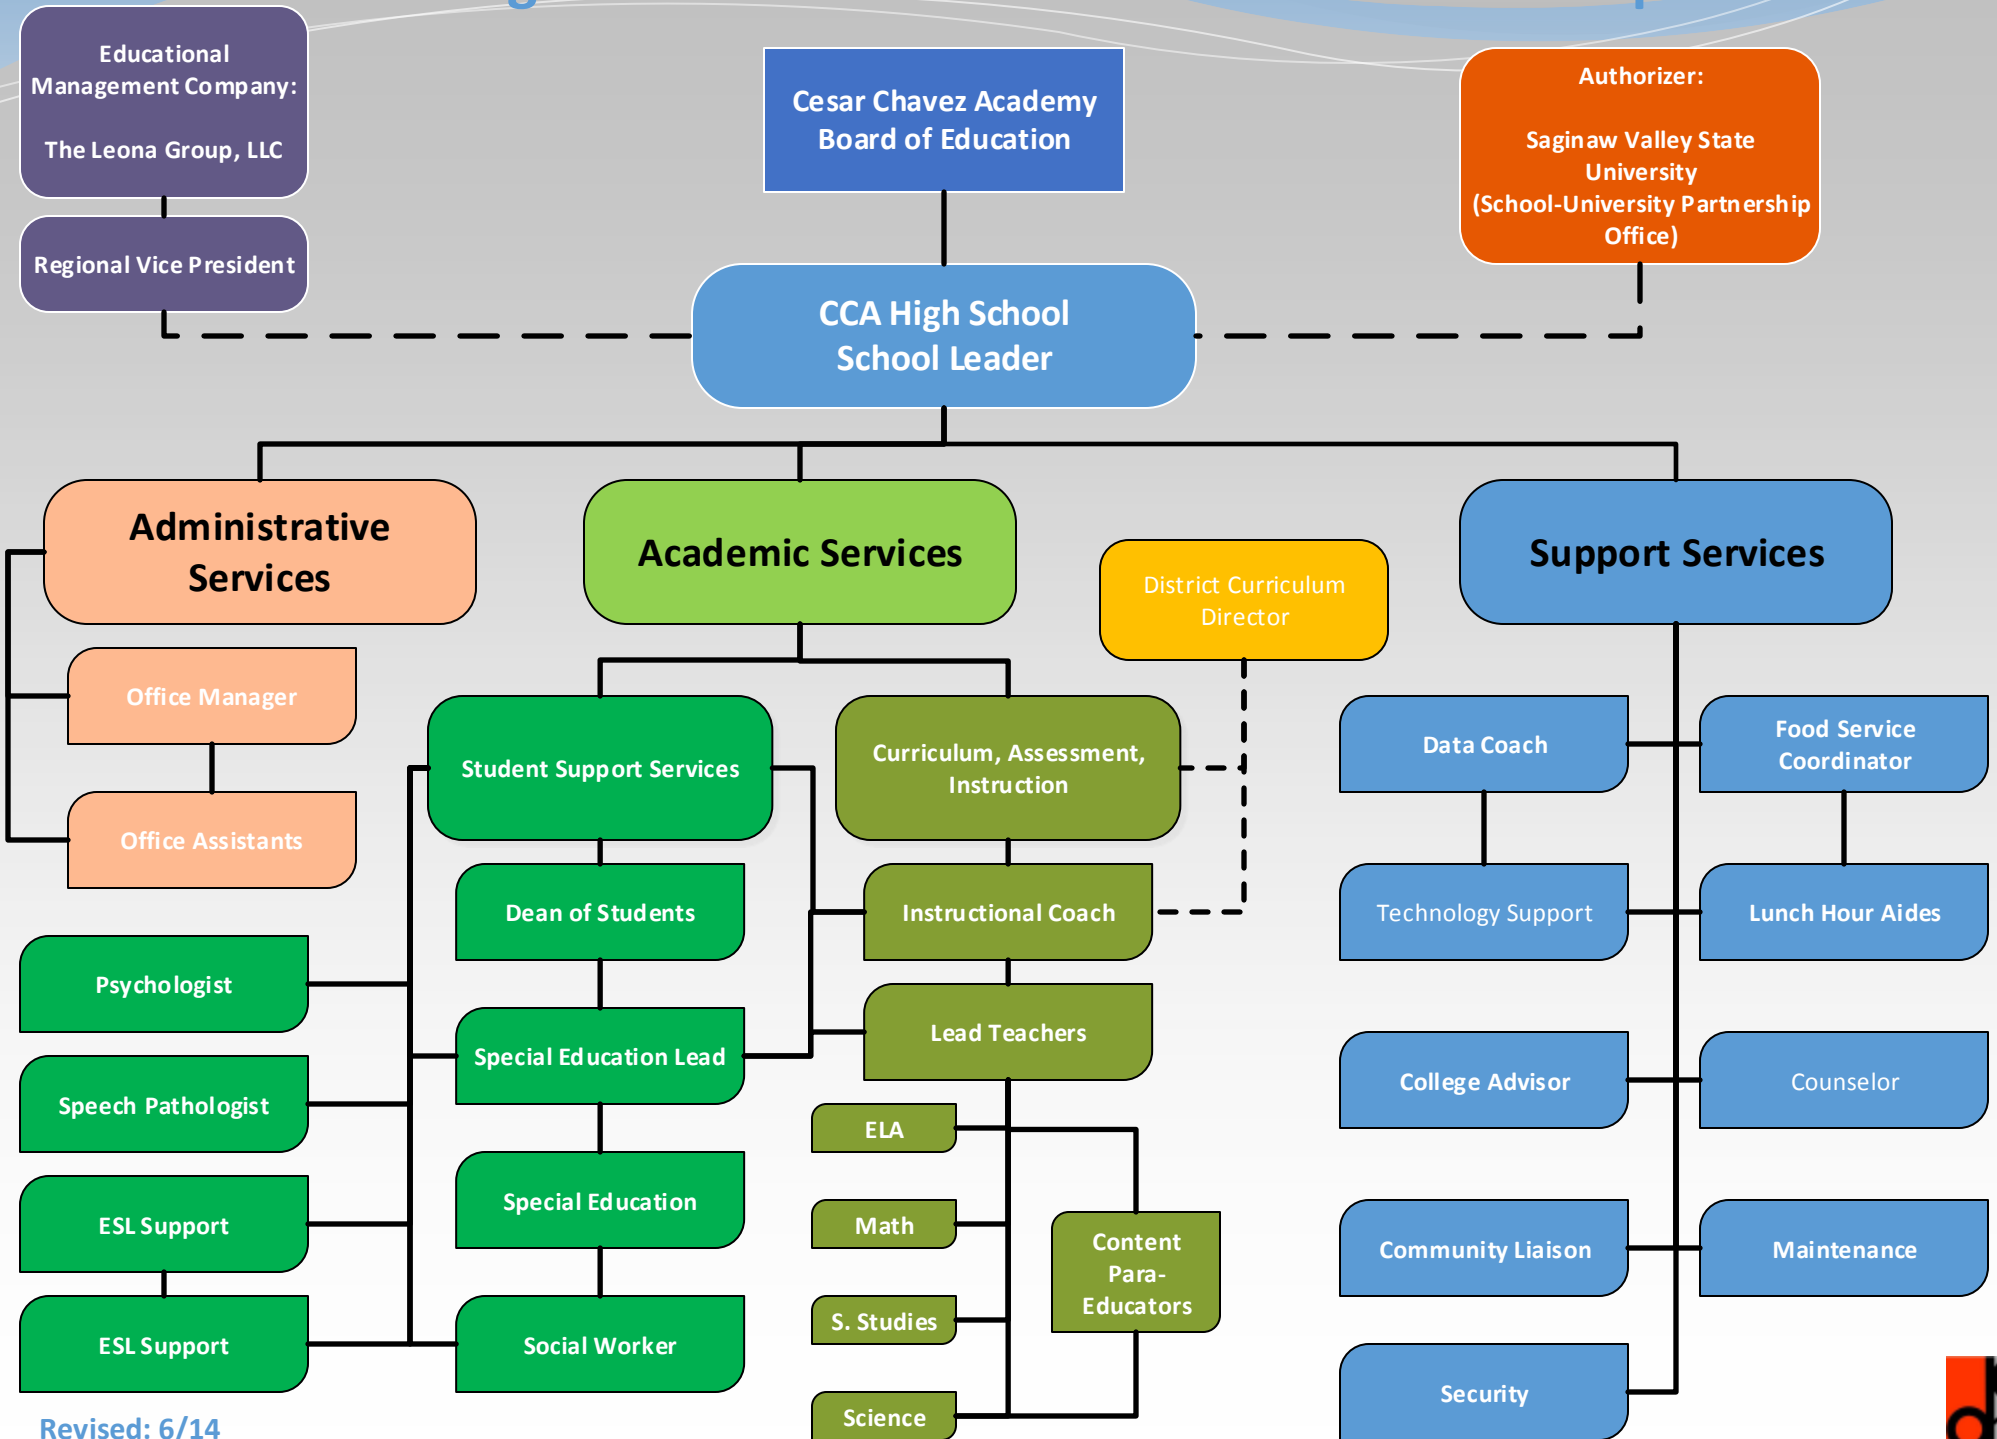 Educational
Management Company:
The Leona Group, LLC
Cesar Chavez Academy
Board of Education
Authorizer:
Saginaw Valley State
University
(School-University Partnership
Office)
Regional Vice President
CCA High School
School Leader
Administrative
Services
Academic Services
Support Services
District Curriculum
Director
Office Manager
Office Assistants
Student Support Services
Curriculum, Assessment,
Instruction
Data Coach
Food Service
Coordinator
Dean of Students
Instructional Coach
Technology Support
Lunch Hour Aides
Psychologist
Special Education Lead
Lead Teachers
College Advisor
Counselor
Speech Pathologist
ELA
Special Education
Math
Content
Para-
Educators
ESL Support
Community Liaison
Maintenance
ESL Support
Social Worker
S. Studies
Science
Security
Revised: 6/14